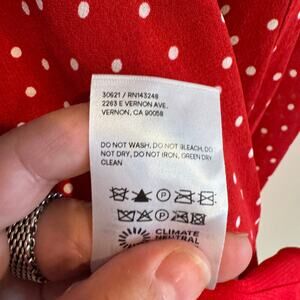 30621 / RN143248
2263 E VERNON AVE.
VERNON, CA 90058
DO NOT WASH, DO NOT BLEACH, DO
NOT DRY, DO NOT IRON, GREEN DRY
CLEAN
P P
P
CLIMATE
NEUTRAL